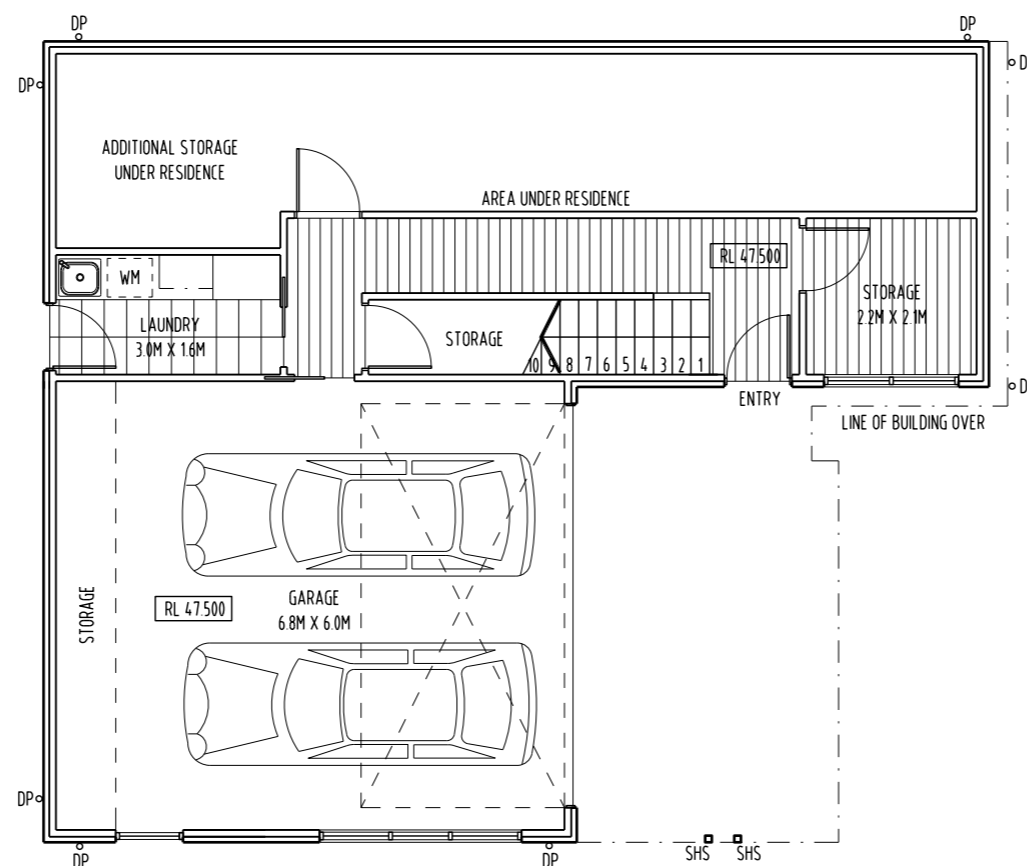 DP
DP
DP
D
ADDITIONAL STORAGE
UNDER RESIDENCE
AREA UNDER RESIDENCE
RL 47.500
WM
STORAGE
2.2M X 2.1M
LAUNDRY
3.0M X 1.6M
STORAGE
10 9 8 7 6 5 4 3 2 1
D
ENTRY
LINE OF BUILDING OVER
STORAGE
RL 47.500
GARAGE
6.8M X 6.0M
DP
DP
DP
SHS
SHS